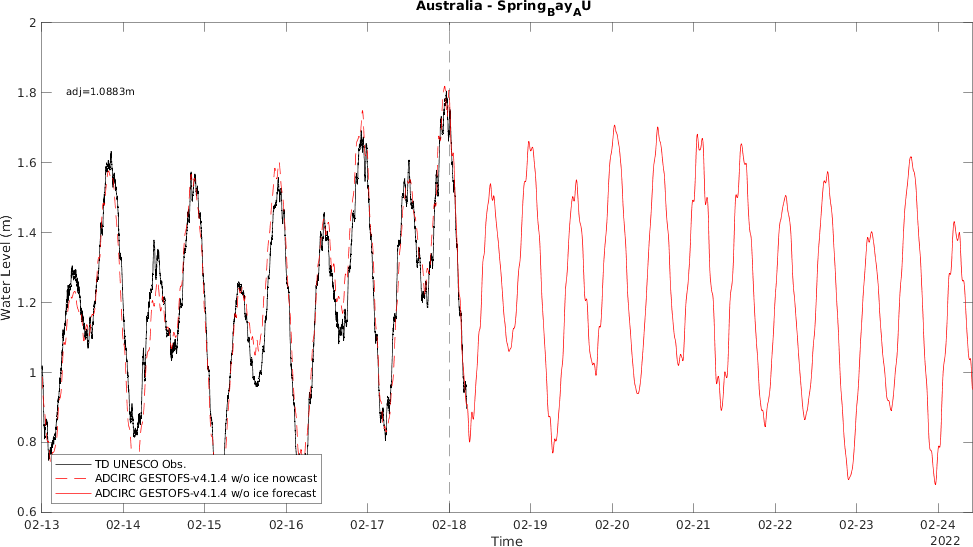 Australia - SpringBayAU
2
1.8
adj=1.0883m
1.6
1.4
1.2
1
0.8
0.6
Water Level (m)
TD UNESCO Obs.
ADCIRC GESTOFS-v4.1.4 w/o ice nowcast
ADCIRC GESTOFS-v4.1.4 w/o ice forecast
02-13 02-14 02-15 02-16 02-17 02-18 02-19 02-20 02-21 02-22 02-23 02-24
Time
2022